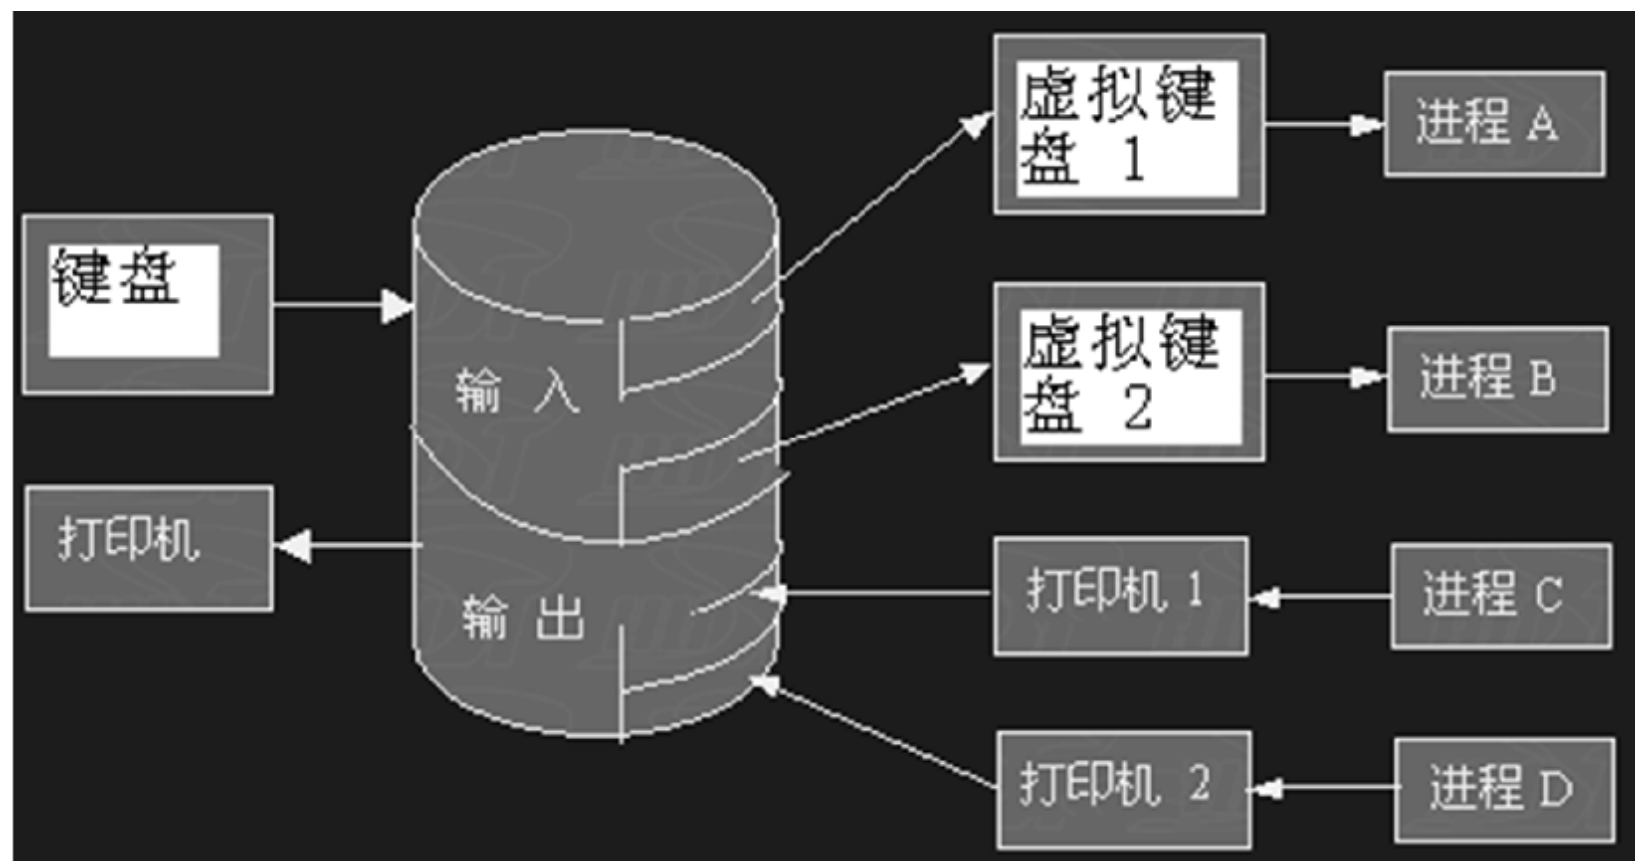 键盘
打印机
输 入
输 出
虚拟键
盘 1
虚拟键
盘 2
打印机 1
打印机 2
进程 A
进程 B
进程 C
进程 D